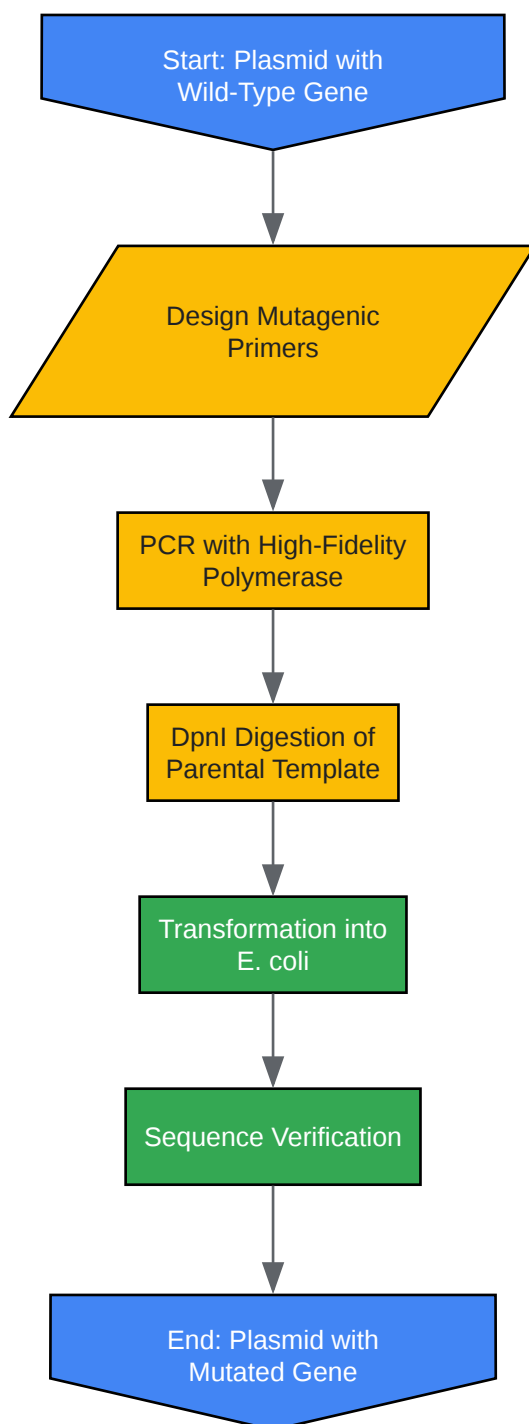 Start: Plasmid with
Wild-Type Gene
Design Mutagenic
Primers
PCR with High-Fidelity
Polymerase
DpnI Digestion of
Parental Template
Transformation into
E. coli
Sequence Verification
End: Plasmid with
Mutated Gene